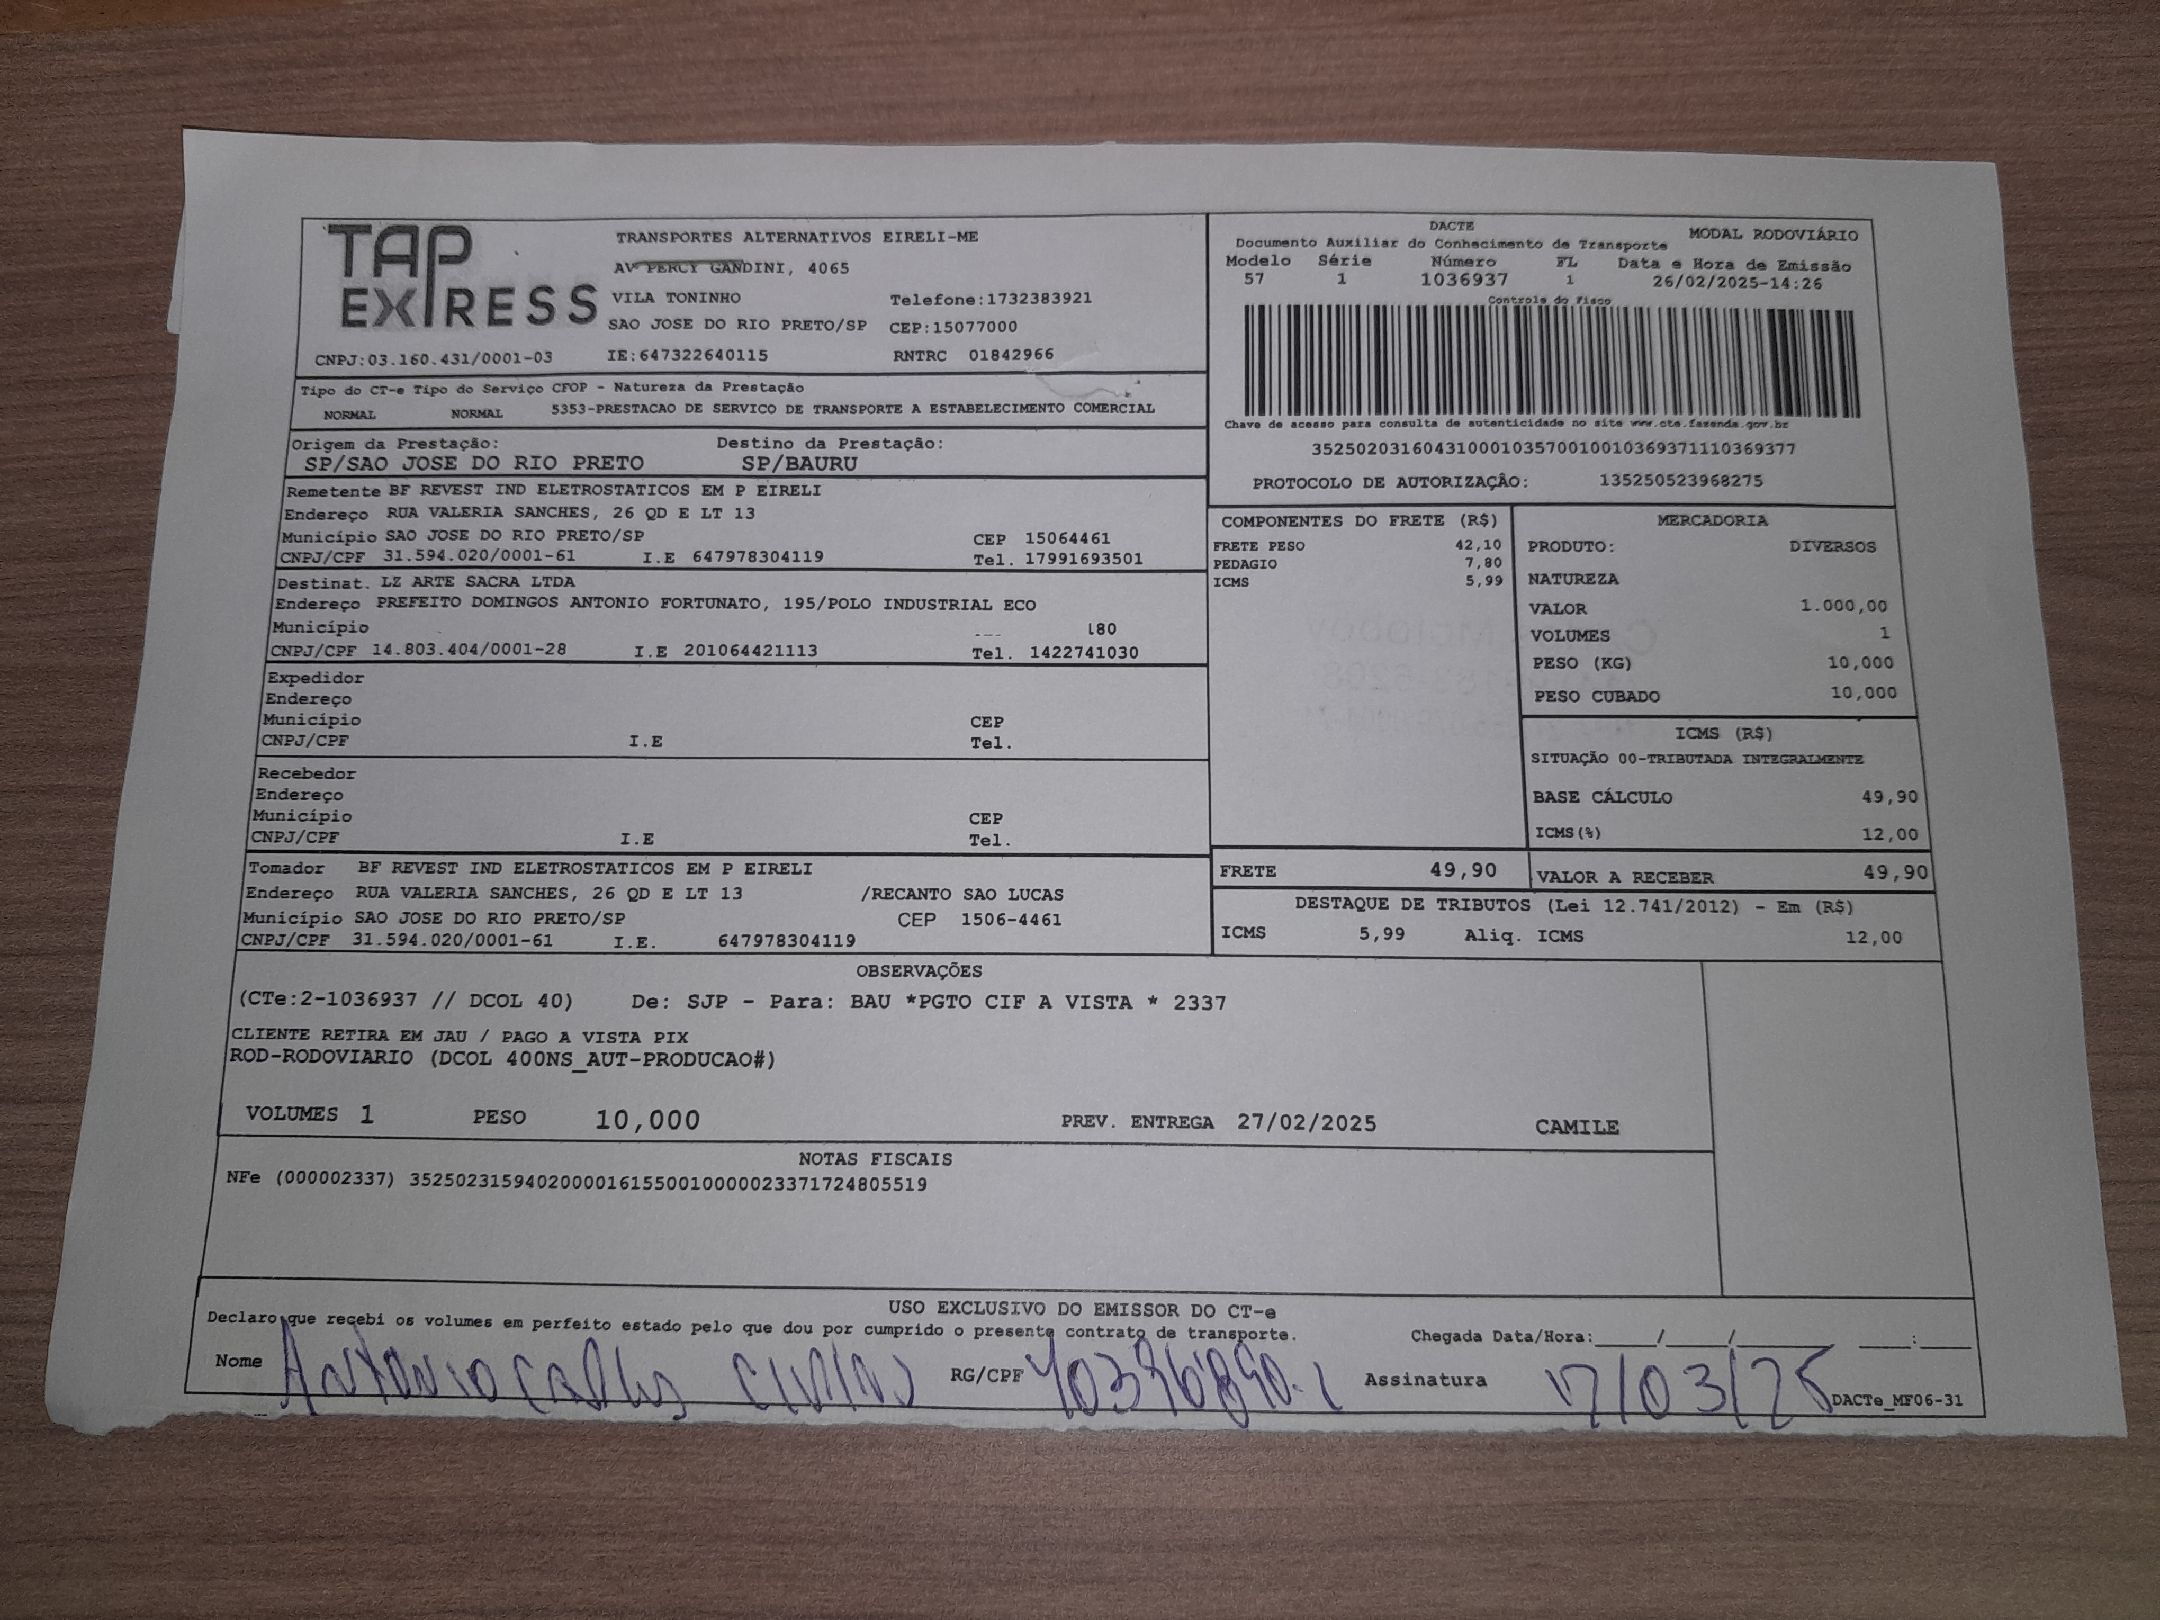 TAP EXPRESS
TRANSPORTES ALTERNATIVOS EIRELI-ME
AV PERCY GANDINI, 4065
VILA TONINHO Telefone:1732383921
SAO JOSE DO RIO PRETO/SP CEP:15077000
CNPJ:03.160.431/0001-03 IE:647322640115 RNTRC 01842966
DACTE MODAL RODOVIÁRIO
Documento Auxiliar do Conhecimento de Transporte
Modelo Série Número FL Data e Hora de Emissão
57 1 1036937 1 26/02/2025-14:26
Controle do Fisco
Chave de acesso para consulta de autenticidade no site www.cte.fazenda.gov.br
35250203160431000103570010010369371110369377
PROTOCOLO DE AUTORIZAÇÃO: 135250523968275
Tipo do CT-e Tipo do Serviço CFOP - Natureza da Prestação
NORMAL NORMAL 5353-PRESTACAO DE SERVICO DE TRANSPORTE A ESTABELECIMENTO COMERCIAL
Origem da Prestação: Destino da Prestação:
SP/SAO JOSE DO RIO PRETO SP/BAURU
Remetente BF REVEST IND ELETROSTATICOS EM P EIRELI
Endereço RUA VALERIA SANCHES, 26 QD E LT 13
Município SAO JOSE DO RIO PRETO/SP CEP 15064461
CNPJ/CPF 31.594.020/0001-61 I.E 647978304119 Tel. 17991693501
Destinat. LZ ARTE SACRA LTDA
Endereço PREFEITO DOMINGOS ANTONIO FORTUNATO, 195/POLO INDUSTRIAL ECO
Município 180
CNPJ/CPF 14.803.404/0001-28 I.E 201064421113 Tel. 1422741030
Expedidor
Endereço
Município CEP
CNPJ/CPF I.E Tel.
Recebedor
Endereço
Município CEP
CNPJ/CPF I.E Tel.
Tomador BF REVEST IND ELETROSTATICOS EM P EIRELI
Endereço RUA VALERIA SANCHES, 26 QD E LT 13 /RECANTO SAO LUCAS
Município SAO JOSE DO RIO PRETO/SP CEP 1506-4461
CNPJ/CPF 31.594.020/0001-61 I.E. 647978304119
COMPONENTES DO FRETE (R$)
FRETE PESO 42,10
PEDAGIO 7,80
ICMS 5,99
MERCADORIA
PRODUTO: DIVERSOS
NATUREZA
VALOR 1.000,00
VOLUMES 1
PESO (KG) 10,000
PESO CUBADO 10,000
ICMS (R$)
SITUAÇÃO 00-TRIBUTADA INTEGRALMENTE
BASE CÁLCULO 49,90
ICMS(%) 12,00
FRETE 49,90 VALOR A RECEBER 49,90
DESTAQUE DE TRIBUTOS (Lei 12.741/2012) - Em (R$)
ICMS 5,99 Aliq. ICMS 12,00
OBSERVAÇÕES
(CTe:2-1036937 // DCOL 40) De: SJP - Para: BAU *PGTO CIF A VISTA * 2337
CLIENTE RETIRA EM JAU / PAGO A VISTA PIX
ROD-RODOVIARIO (DCOL 400NS_AUT-PRODUCAO#)
VOLUMES 1 PESO 10,000 PREV. ENTREGA 27/02/2025 CAMILE
NOTAS FISCAIS
NFe (000002337) 35250231594020000161550010000023371724805519
USO EXCLUSIVO DO EMISSOR DO CT-e
Declaro que recebi os volumes em perfeito estado pelo que dou por cumprido o presente contrato de transporte. Chegada Data/Hora:____/____/____ ___:___
Nome Antonio Carlos RG/CPF 40396890-1 Assinatura 17/03/25 DACTe_MF06-31